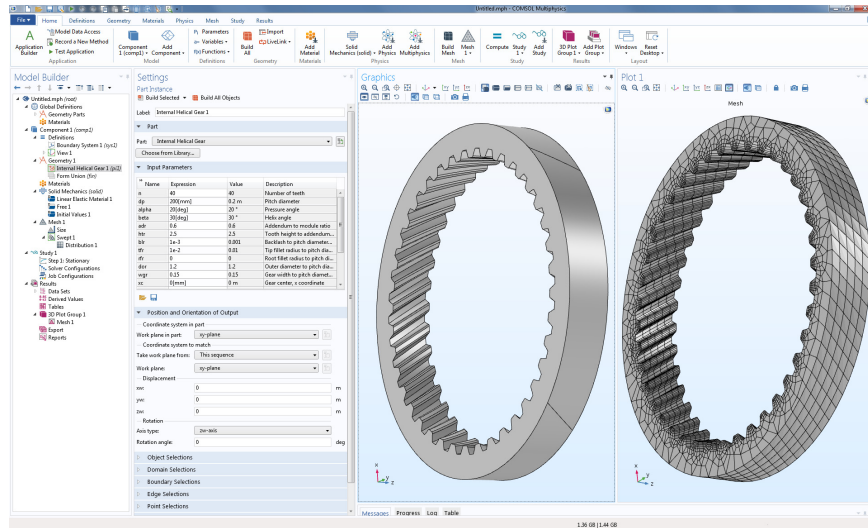 Untitled.mph - COMSOL Multiphysics
File Home Definitions Geometry Materials Physics Mesh Study Results
Application Builder
Model Data Access
Record a New Method
Test Application
Application
Component 1 (comp1)
Add Component
Model
Pi Parameters
a= Variables
f(x) Functions
Definitions
Build All
Import
LiveLink
Geometry
Add Material
Materials
Solid Mechanics (solid)
Add Physics
Add Multiphysics
Physics
Build Mesh
Mesh 1
Mesh
Compute
Study 1
Add Study
Study
3D Plot Group 1
Add Plot Group
Results
Windows
Reset Desktop
Layout
Model Builder
Untitled.mph (root)
Global Definitions
Geometry Parts
Materials
Component 1 (comp1)
Definitions
Boundary System 1 (sys1)
View 1
Geometry 1
Internal Helical Gear 1 (pi1)
Form Union (fin)
Materials
Solid Mechanics (solid)
Linear Elastic Material 1
Free 1
Initial Values 1
Mesh 1
Size
Swept 1
Distribution 1
Study 1
Step 1: Stationary
Solver Configurations
Job Configurations
Results
Data Sets
Derived Values
Tables
3D Plot Group 1
Mesh 1
Export
Reports
Settings
Part Instance
Build Selected Build All Objects
Label: Internal Helical Gear 1
Part
Part: Internal Helical Gear
Choose from Library...
Input Parameters
Name Expression Value Description
n 40 40 Number of teeth
dp 200[mm] 0.2 m Pitch diameter
alpha 20[deg] 20 ° Pressure angle
beta 30[deg] 30 ° Helix angle
adr 0.6 0.6 Addendum to module ratio
htr 2.5 2.5 Tooth height to addendum...
blr 1e-3 0.001 Backlash to pitch diameter...
tfr 1e-2 0.01 Tip fillet radius to pitch dia...
rfr 0 0 Root fillet radius to pitch di...
dor 1.2 1.2 Outer diameter to pitch dia...
wgr 0.15 0.15 Gear width to pitch diamet...
xc 0[mm] 0 m Gear center, x coordinate
Position and Orientation of Output
Coordinate system in part
Work plane in part: xy-plane
Coordinate system to match
Take work plane from: This sequence
Work plane: xy-plane
Displacement
xw: 0 m
yw: 0 m
zw: 0 m
Rotation
Axis type: zw-axis
Rotation angle: 0 deg
Object Selections
Domain Selections
Boundary Selections
Edge Selections
Point Selections
Graphics
x
y
z
Messages Progress Log Table
Plot 1
Mesh
x
y
z
1.36 GB | 1.44 GB